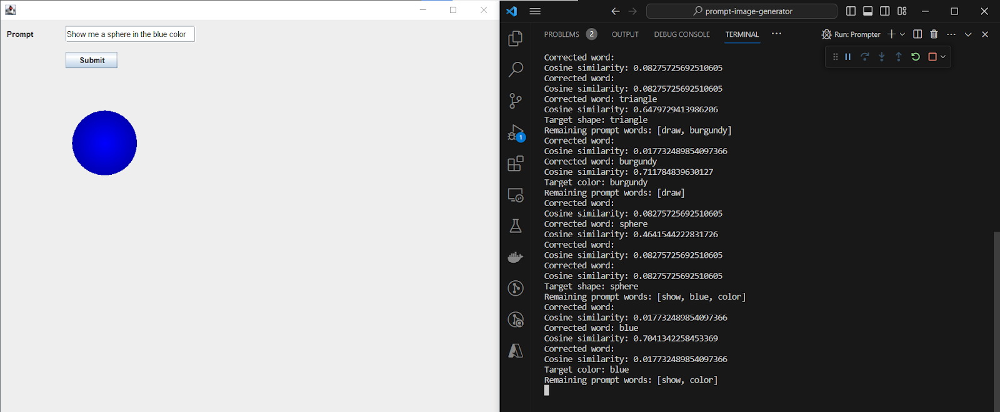 Prompt
Show me a sphere in the blue color
Submit
prompt-image-generator
PROBLEMS 2 OUTPUT DEBUG CONSOLE TERMINAL ... Run: Prompter
1
Corrected word:
Cosine similarity: 0.08275725692510605
Corrected word:
Cosine similarity: 0.08275725692510605
Corrected word: triangle
Cosine similarity: 0.6479729413986206
Target shape: triangle
Remaining prompt words: [draw, burgundy]
Corrected word:
Cosine similarity: 0.017732489854097366
Corrected word: burgundy
Cosine similarity: 0.711784839630127
Target color: burgundy
Remaining prompt words: [draw]
Corrected word:
Cosine similarity: 0.08275725692510605
Corrected word: sphere
Cosine similarity: 0.4641544222831726
Corrected word:
Cosine similarity: 0.08275725692510605
Corrected word:
Cosine similarity: 0.08275725692510605
Target shape: sphere
Remaining prompt words: [show, blue, color]
Corrected word:
Cosine similarity: 0.017732489854097366
Corrected word: blue
Cosine similarity: 0.7041342258453369
Corrected word:
Cosine similarity: 0.017732489854097366
Target color: blue
Remaining prompt words: [show, color]